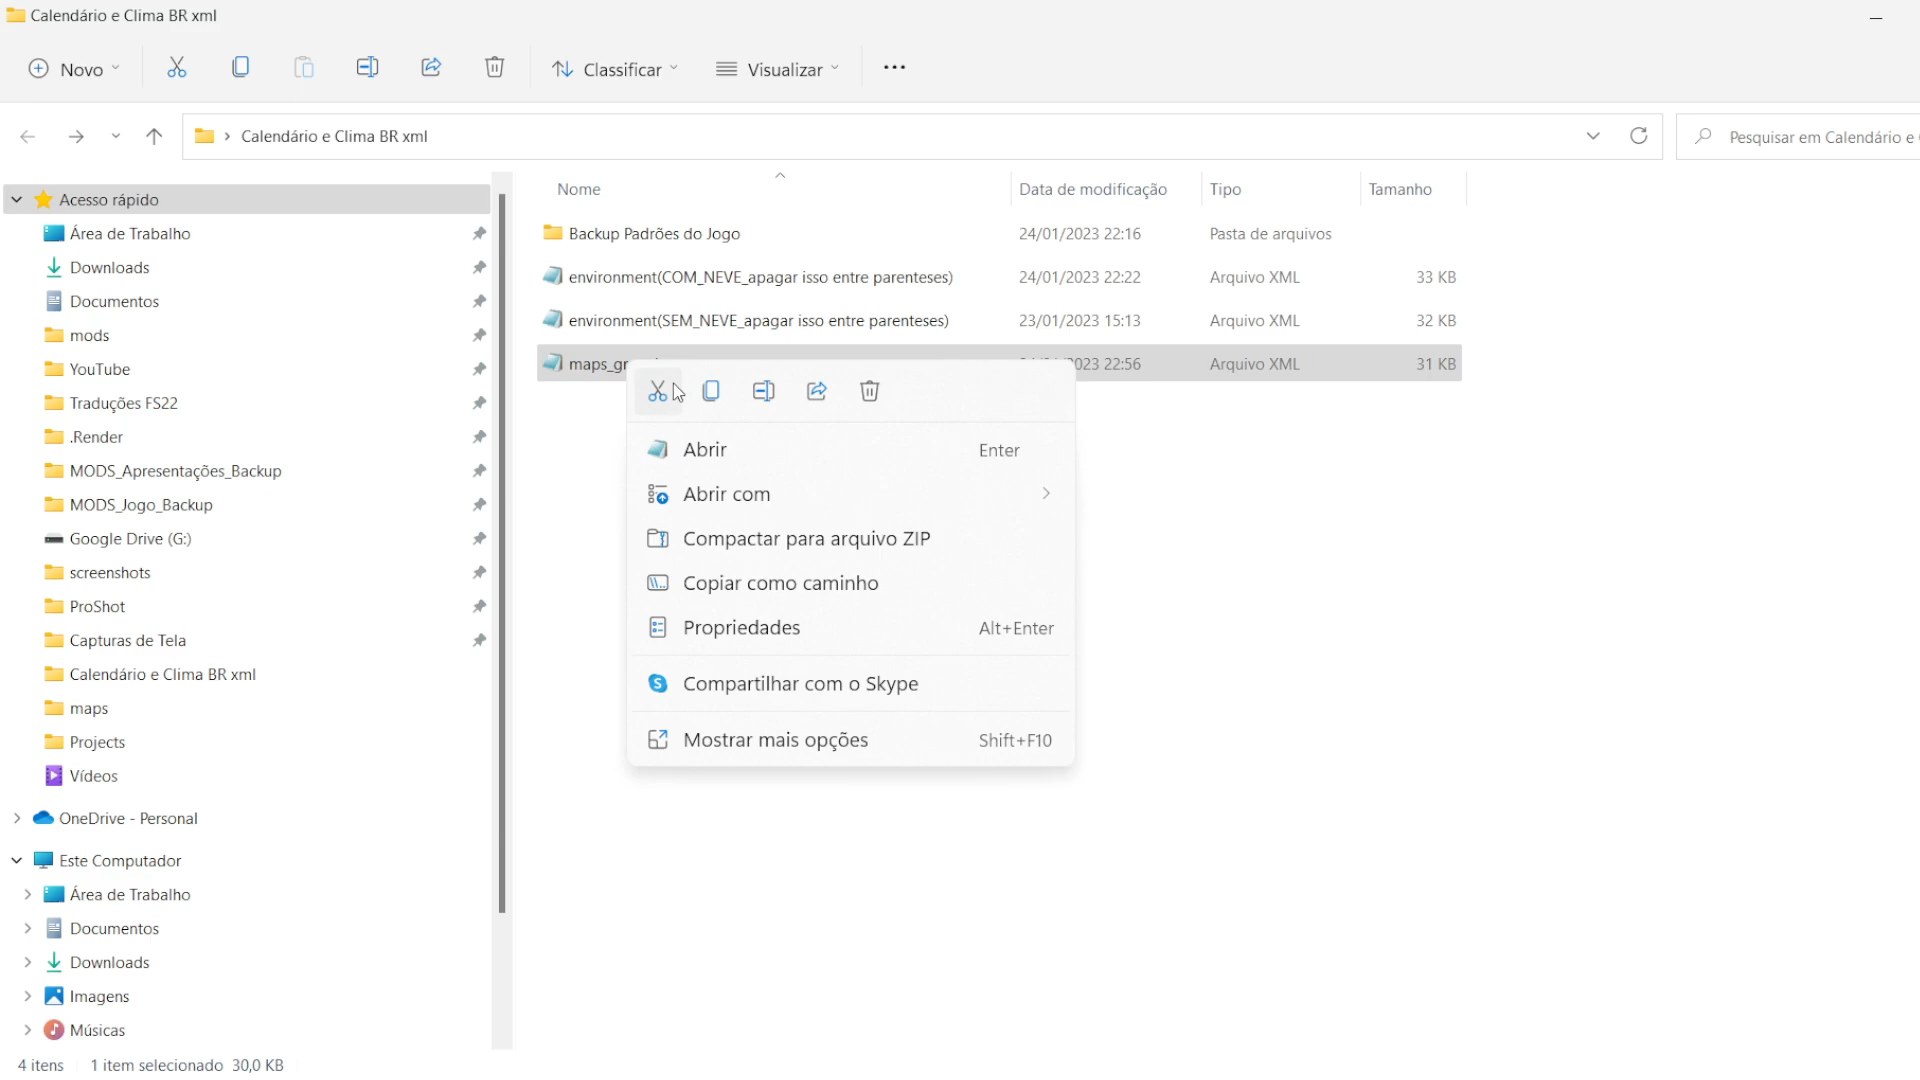 Calendário e Clima BR xml
Novo
Classificar
Visualizar
Calendário e Clima BR xml
Pesquisar em Calendário e
Nome
Data de modificação
Tipo
Tamanho
Backup Padrões do Jogo 24/01/2023 22:16 Pasta de arquivos
environment(COM_NEVE_apagar isso entre parenteses) 24/01/2023 22:22 Arquivo XML 33 KB
environment(SEM_NEVE_apagar isso entre parenteses) 23/01/2023 15:13 Arquivo XML 32 KB
22:56 Arquivo XML 31 KB
Abrir Enter
Abrir com
Compactar para arquivo ZIP
Copiar como caminho
Propriedades Alt+Enter
Compartilhar com o Skype
Mostrar mais opções Shift+F10
Acesso rápido
Área de Trabalho
Downloads
Documentos
mods
YouTube
Traduções FS22
.Render
MODS_Apresentações_Backup
MODS_Jogo_Backup
Google Drive (G:)
screenshots
ProShot
Capturas de Tela
Calendário e Clima BR xml
maps
Projects
Vídeos
OneDrive - Personal
Este Computador
Área de Trabalho
Documentos
Downloads
Imagens
Músicas
4 itens 1 item selecionado 30,0 KB